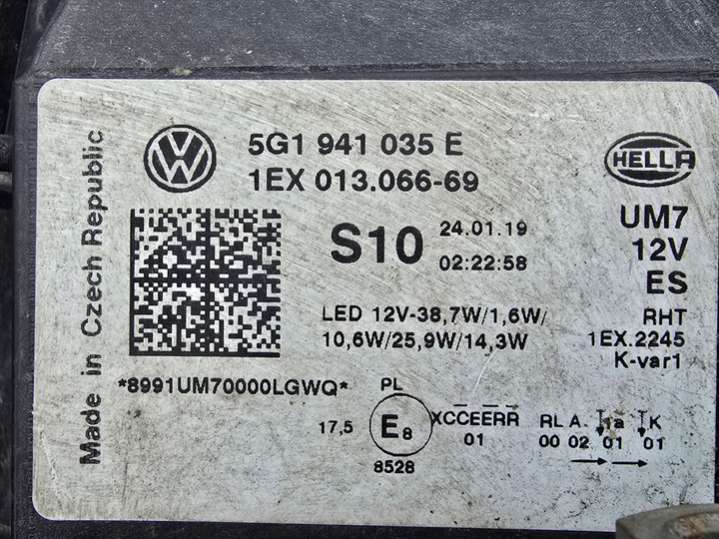 Made in Czech Republic
5G1 941 035 E
1EX 013.066-69
HELLA
S10
24.01.19
02:22:58
UM7
12V
ES
LED 12V-38,7W/1,6W/
10,6W/25,9W/14,3W
RHT
1EX.2245
K-var1
*8991UM70000LGWQ*
PL
17,5
E8
8528
XCCEERR
01
RL A 1a K
00 02 01 01